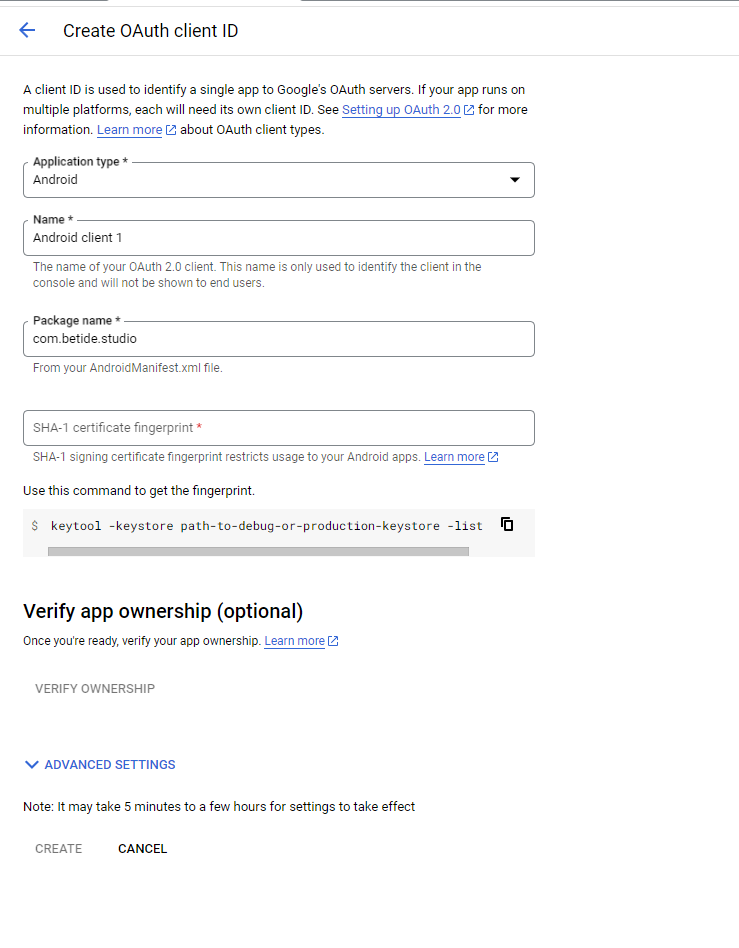 Create OAuth client ID
A client ID is used to identify a single app to Google's OAuth servers. If your app runs on
multiple platforms, each will need its own client ID. See Setting up OAuth 2.0 for more
information. Learn more about OAuth client types.
Application type *
Android
Name *
Android client 1
The name of your OAuth 2.0 client. This name is only used to identify the client in the
console and will not be shown to end users.
Package name *
com.betide.studio
From your AndroidManifest.xml file.
SHA-1 certificate fingerprint *
SHA-1 signing certificate fingerprint restricts usage to your Android apps. Learn more
Use this command to get the fingerprint.
$ keytool -keystore path-to-debug-or-production-keystore -list
Verify app ownership (optional)
Once you're ready, verify your app ownership. Learn more
VERIFY OWNERSHIP
ADVANCED SETTINGS
Note: It may take 5 minutes to a few hours for settings to take effect
CREATE CANCEL